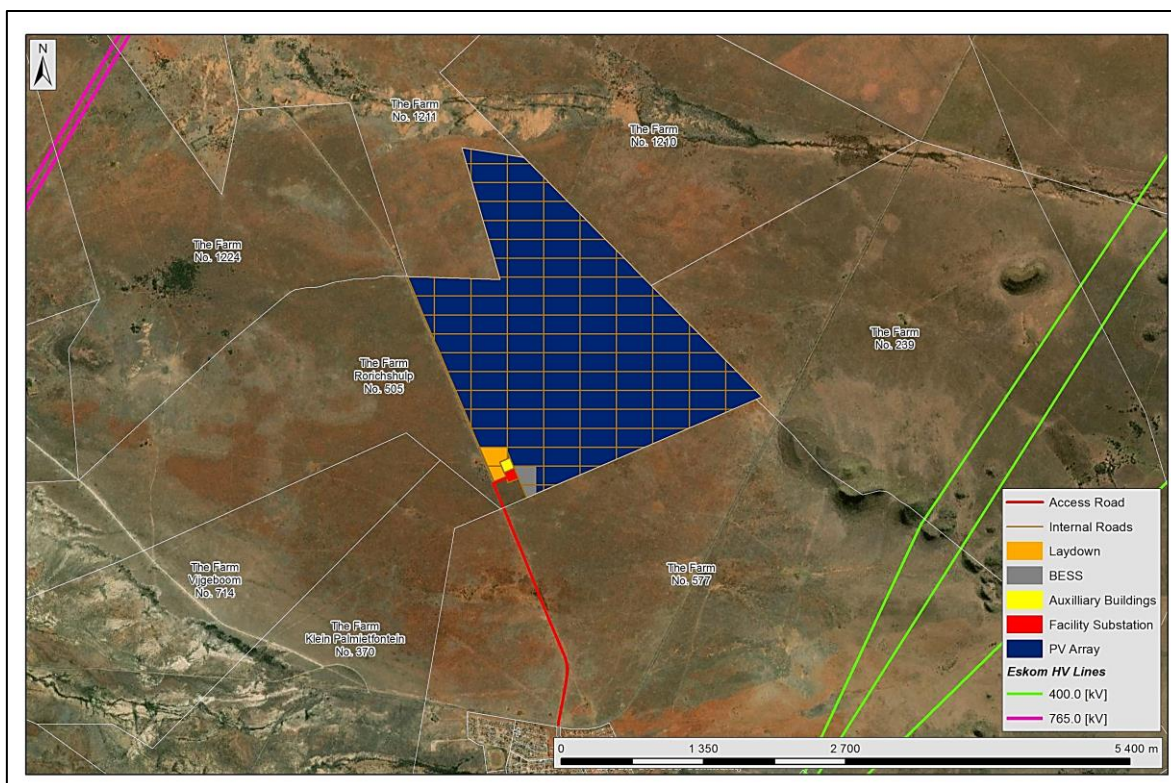 N
The Farm
No. 1211
The Farm
No. 1210
The Farm
No. 1224
The Farm
No. 239
The Farm
Rorichshulp
No. 505
The Farm
Vijgeboom
No. 714
The Farm
No. 577
The Farm
Klein Palmietfontein
No. 370
Access Road
Internal Roads
Laydown
BESS
Auxilliary Buildings
Facility Substation
PV Array
Eskom HV Lines
400.0 [kV]
765.0 [kV]
0 1 350 2 700 5 400 m